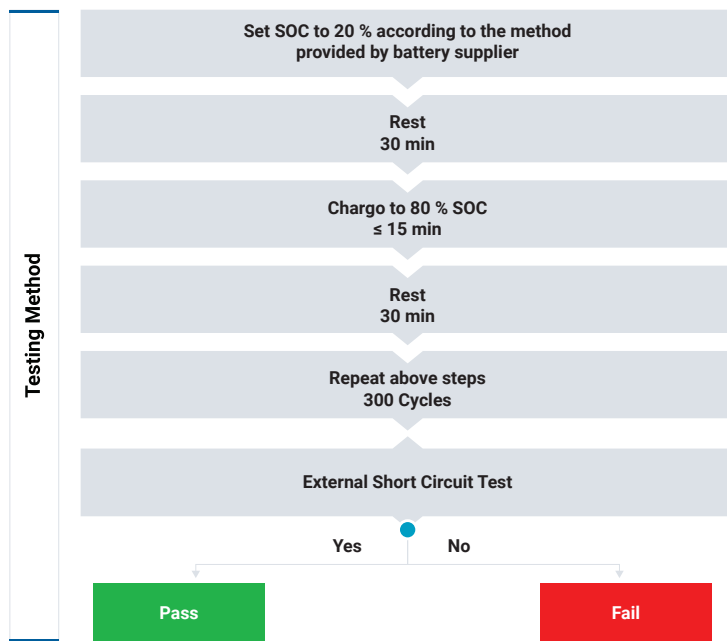 Testing Method
Set SOC to 20 % according to the method
provided by battery supplier
Rest
30 min
Chargo to 80 % SOC
≤ 15 min
Rest
30 min
Repeat above steps
300 Cycles
External Short Circuit Test
Yes
No
Pass
Fail